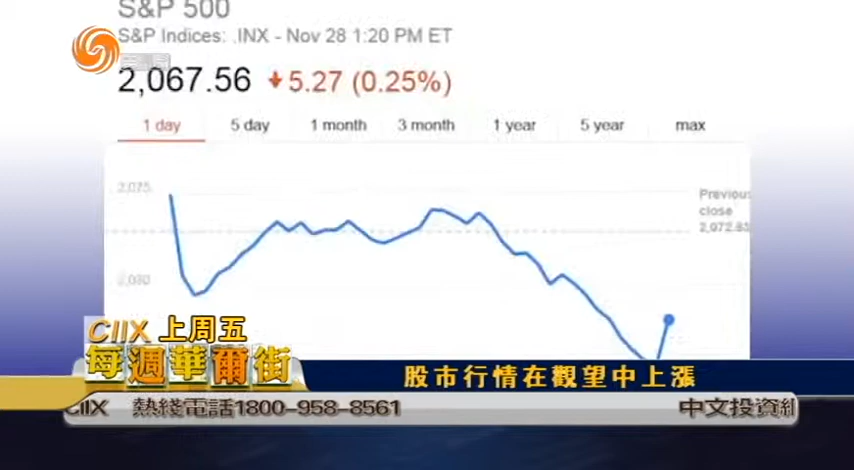 S&P 500
S&P Indices: .INX - Nov 28 1:20 PM ET
2,067.56 5.27 (0.25%)
1 day 5 day 1 month 3 month 1 year 5 year max
2,075
Previous
close
2,072.83
CIIX 上周五
每週華爾街
股市行情在觀望中上漲
CIIX 熱綫電話1800-958-8561 中文投資